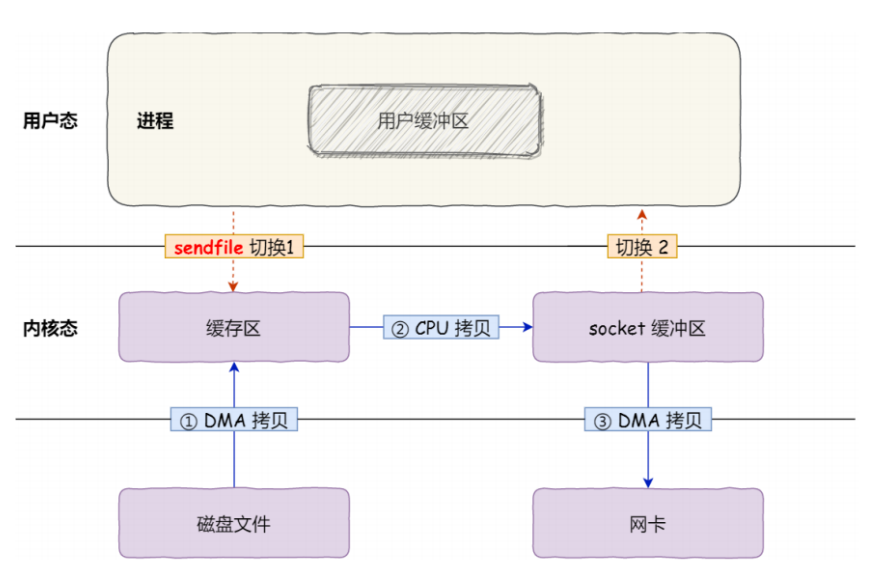 用户态
进程
用户缓冲区
sendfile 切换1
切换 2
内核态
缓存区
② CPU 拷贝
socket 缓冲区
① DMA 拷贝
③ DMA 拷贝
磁盘文件
网卡